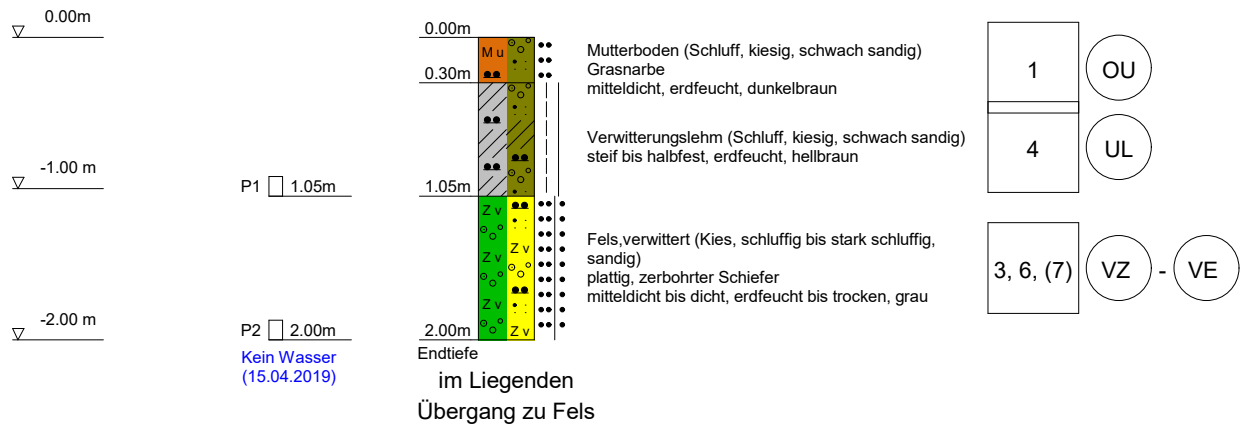 0.00m
-1.00 m
-2.00 m
P1 1.05m
P2 2.00m
Kein Wasser
(15.04.2019)
0.00m
0.30m
1.05m
2.00m
Endtiefe
im Liegenden
Übergang zu Fels
M u
Z v
Z v
Z v
Z v
Z v
Mutterboden (Schluff, kiesig, schwach sandig)
Grasnarbe
mitteldicht, erdfeucht, dunkelbraun
Verwitterungslehm (Schluff, kiesig, schwach sandig)
steif bis halbfest, erdfeucht, hellbraun
Fels,verwittert (Kies, schluffig bis stark schluffig,
sandig)
plattig, zerbohrter Schiefer
mitteldicht bis dicht, erdfeucht bis trocken, grau
1 OU
4 UL
3, 6, (7) VZ - VE